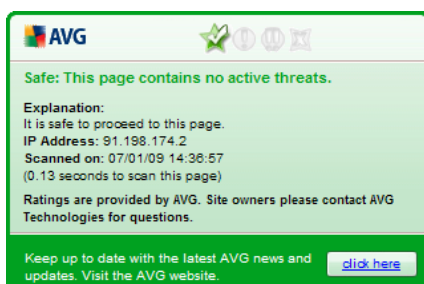 AVG
Safe: This page contains no active threats.
Explanation:
It is safe to proceed to this page.
IP Address: 91.198.174.2
Scanned on: 07/01/09 14:36:57
(0.13 seconds to scan this page)
Ratings are provided by AVG. Site owners please contact AVG
Technologies for questions.
Keep up to date with the latest AVG news and
updates. Visit the AVG website.
click here